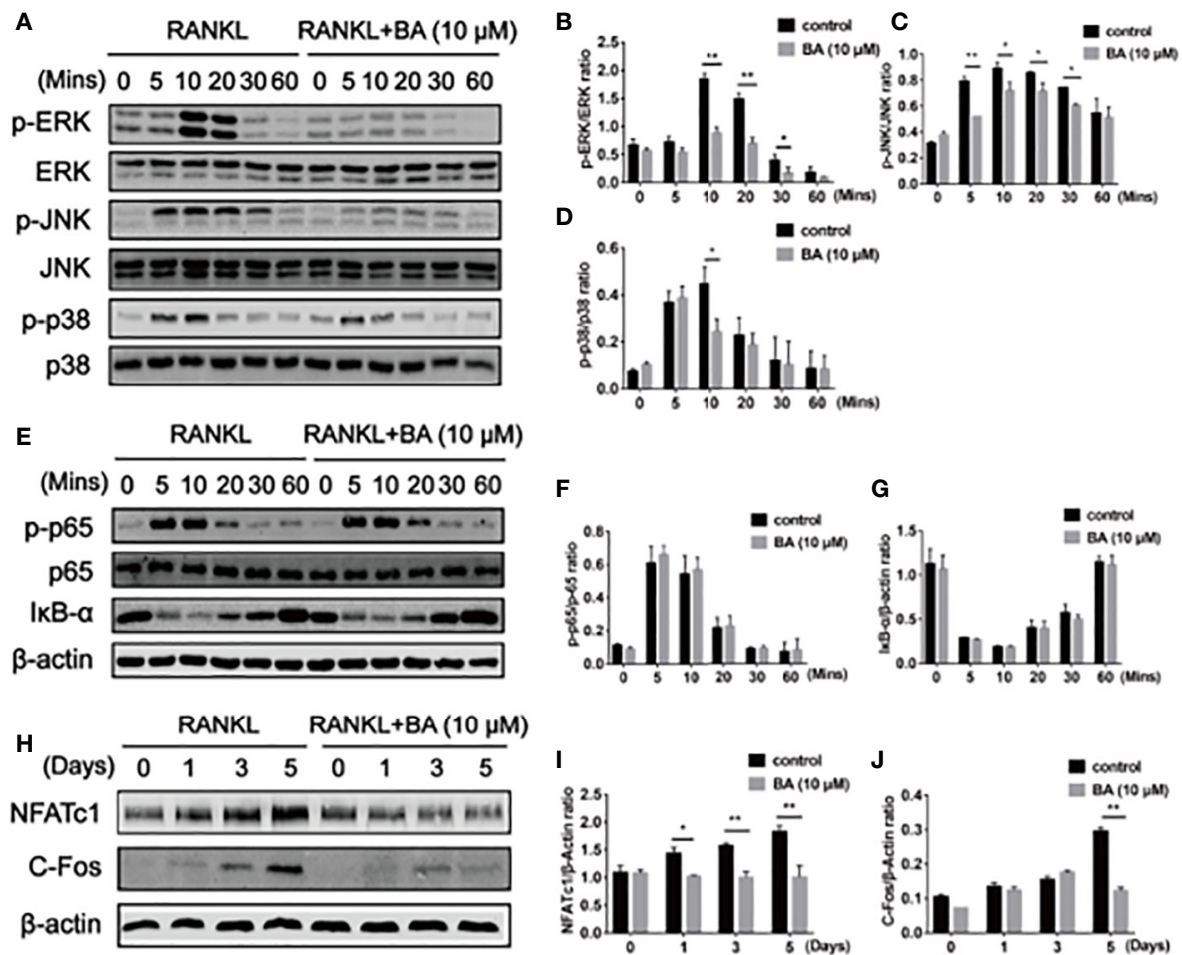 A
RANKL RANKL+BA (10 μM)
(Mins) 0 5 10 20 30 60 0 5 10 20 30 60
p-ERK
ERK
p-JNK
JNK
p-p38
p38
B
control
BA (10 μM)
p-ERK/ERK ratio
2.5
2.0
1.5
1.0
0.5
0.0
**
**
*
0 5 10 20 30 60 (Mins)
C
control
BA (10 μM)
p-JNK/JNK ratio
1.0
0.8
0.6
0.4
0.2
0.0
**
*
*
*
0 5 10 20 30 60 (Mins)
D
control
BA (10 μM)
p-p38/p38 ratio
0.6
0.4
0.2
0.0
*
0 5 10 20 30 60 (Mins)
E
RANKL RANKL+BA (10 μM)
(Mins) 0 5 10 20 30 60 0 5 10 20 30 60
p-p65
p65
IκB-α
β-actin
F
control
BA (10 μM)
p-p65/p-65 ratio
0.8
0.6
0.4
0.2
0.0
0 5 10 20 30 60 (Mins)
G
control
BA (10 μM)
IκB-α/β-actin ratio
1.5
1.0
0.5
0.0
0 5 10 20 30 60 (Mins)
H
RANKL RANKL+BA (10 μM)
(Days) 0 1 3 5 0 1 3 5
NFATc1
C-Fos
β-actin
I
control
BA (10 μM)
NFATc1/β-Actin ratio
2.5
2.0
1.5
1.0
0.5
0.0
*
**
**
0 1 3 5 (Days)
J
control
BA (10 μM)
C-Fos/β-Actin ratio
0.4
0.3
0.2
0.1
0.0
**
0 1 3 5 (Days)